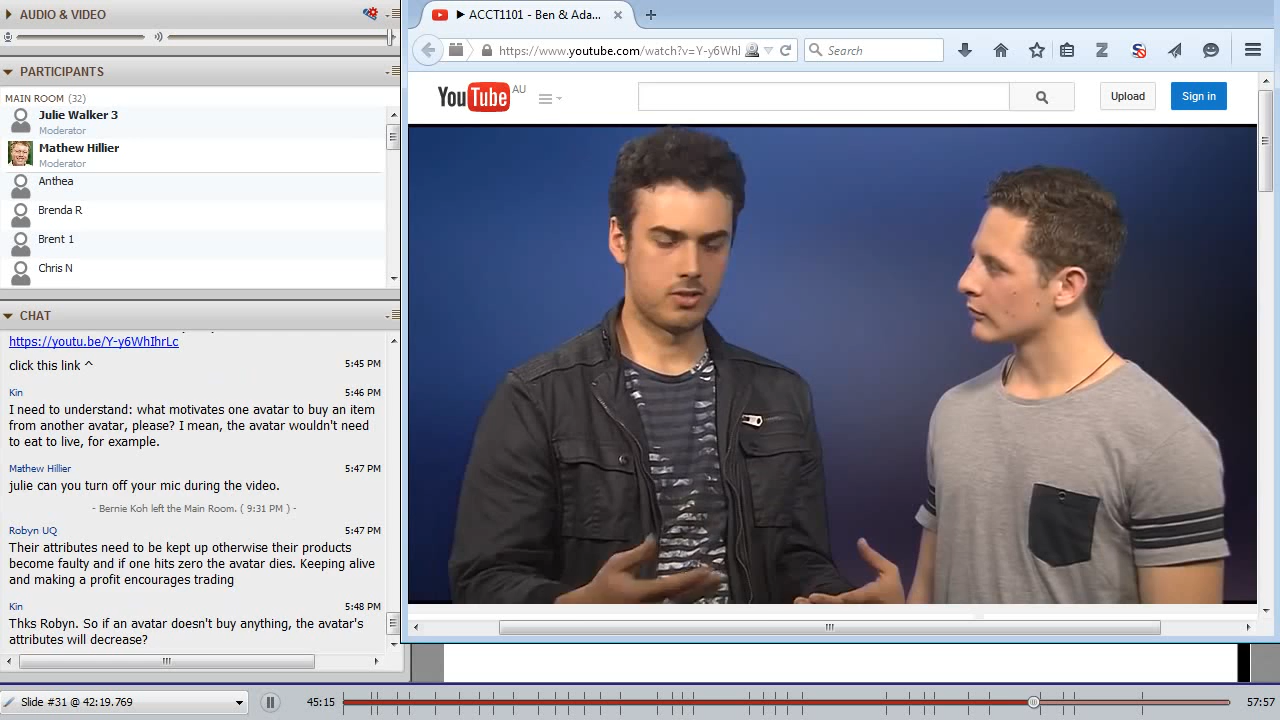 AUDIO & VIDEO
PARTICIPANTS
MAIN ROOM (32)
Julie Walker 3
Moderator
Mathew Hillier
Moderator
Anthea
Brenda R
Brent 1
Chris N
CHAT
https://youtu.be/Y-y6WhIhrLc
click this link ^ 5:45 PM
Kin 5:46 PM
I need to understand: what motivates one avatar to buy an item
from another avatar, please? I mean, the avatar wouldn't need
to eat to live, for example.
Mathew Hillier 5:47 PM
julie can you turn off your mic during the video.
- Bernie Koh left the Main Room. ( 9:31 PM ) -
Robyn UQ 5:47 PM
Their attributes need to be kept up otherwise their products
become faulty and if one hits zero the avatar dies. Keeping alive
and making a profit encourages trading
Kin 5:48 PM
Thks Robyn. So if an avatar doesn't buy anything, the avatar's
attributes will decrease?
ACCT1101 - Ben & Ada...
https://www.youtube.com/watch?v=Y-y6WhI
Search
YouTube AU
Upload
Sign in
Slide #31 @ 42:19.769
45:15
57:57